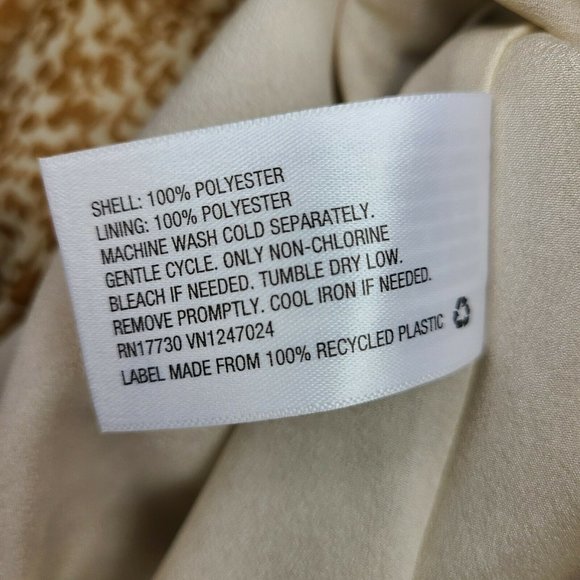 SHELL: 100% POLYESTER
LINING: 100% POLYESTER
MACHINE WASH COLD SEPARATELY.
GENTLE CYCLE. ONLY NON-CHLORINE
BLEACH IF NEEDED. TUMBLE DRY LOW.
REMOVE PROMPTLY. COOL IRON IF NEEDED.
RN17730 VN1247024
LABEL MADE FROM 100% RECYCLED PLASTIC